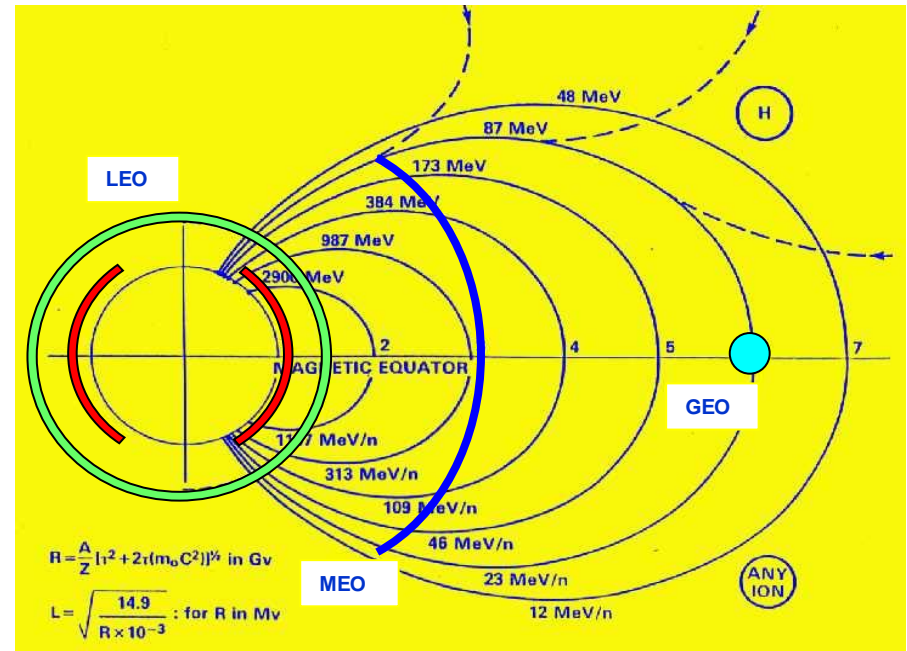 48 MeV
H
87 MeV
LEO
173 MeV
384 MeV
987 MeV
MeV
2
4
5
7
MAGNETIC EQUATOR
GEO
MeV/n
313 MeV/n
109 MeV/n
46 MeV/n
R=A/Z [τ²+2τ(m₀C²)]^½ in Gv
MEO
23 MeV/n
ANY
ION
L=√(14.9/(R×10⁻³)) : for R in Mv
12 MeV/n